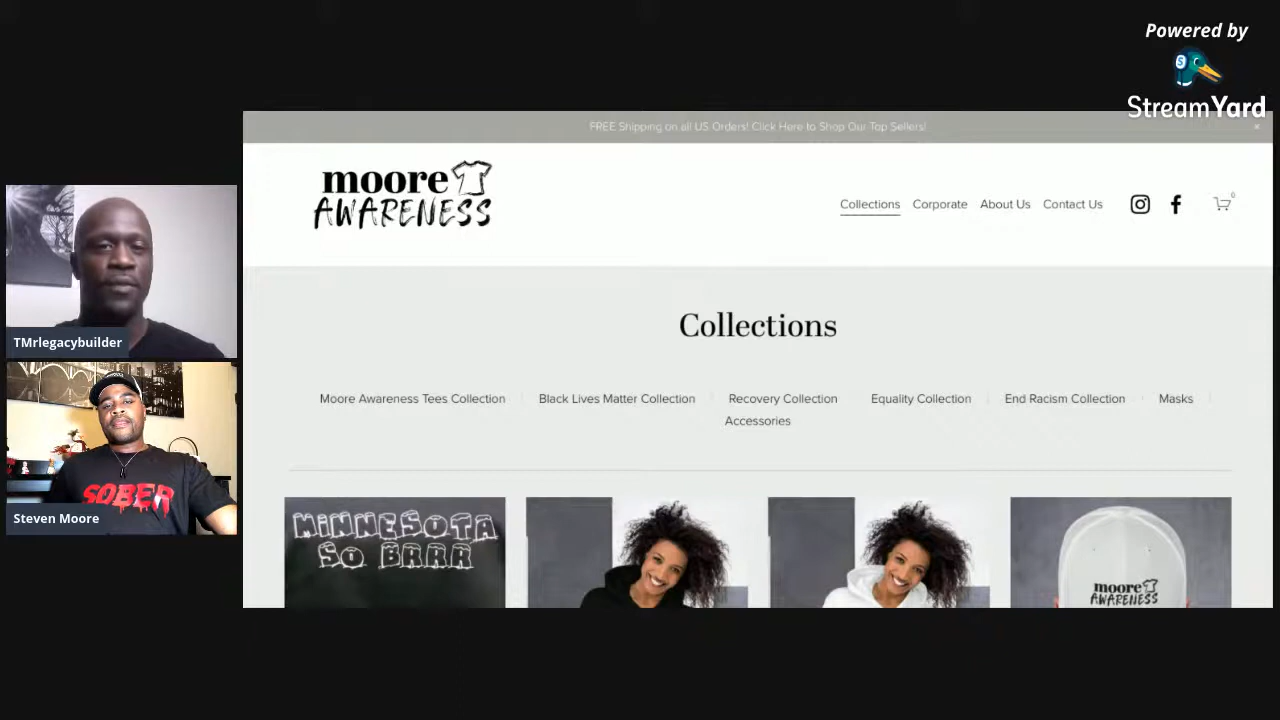 Powered by
StreamYard
FREE Shipping on all US Orders! Click Here to Shop Our Top Sellers!
×
moore
AWARENESS
Collections
Corporate
About Us
Contact Us
0
Collections
Moore Awareness Tees Collection
Black Lives Matter Collection
Recovery Collection
Equality Collection
End Racism Collection
Masks
Accessories
MINNESOTA
SO BRRR
moore
AWARENESS
TMrlegacybuilder
SOBER
Steven Moore